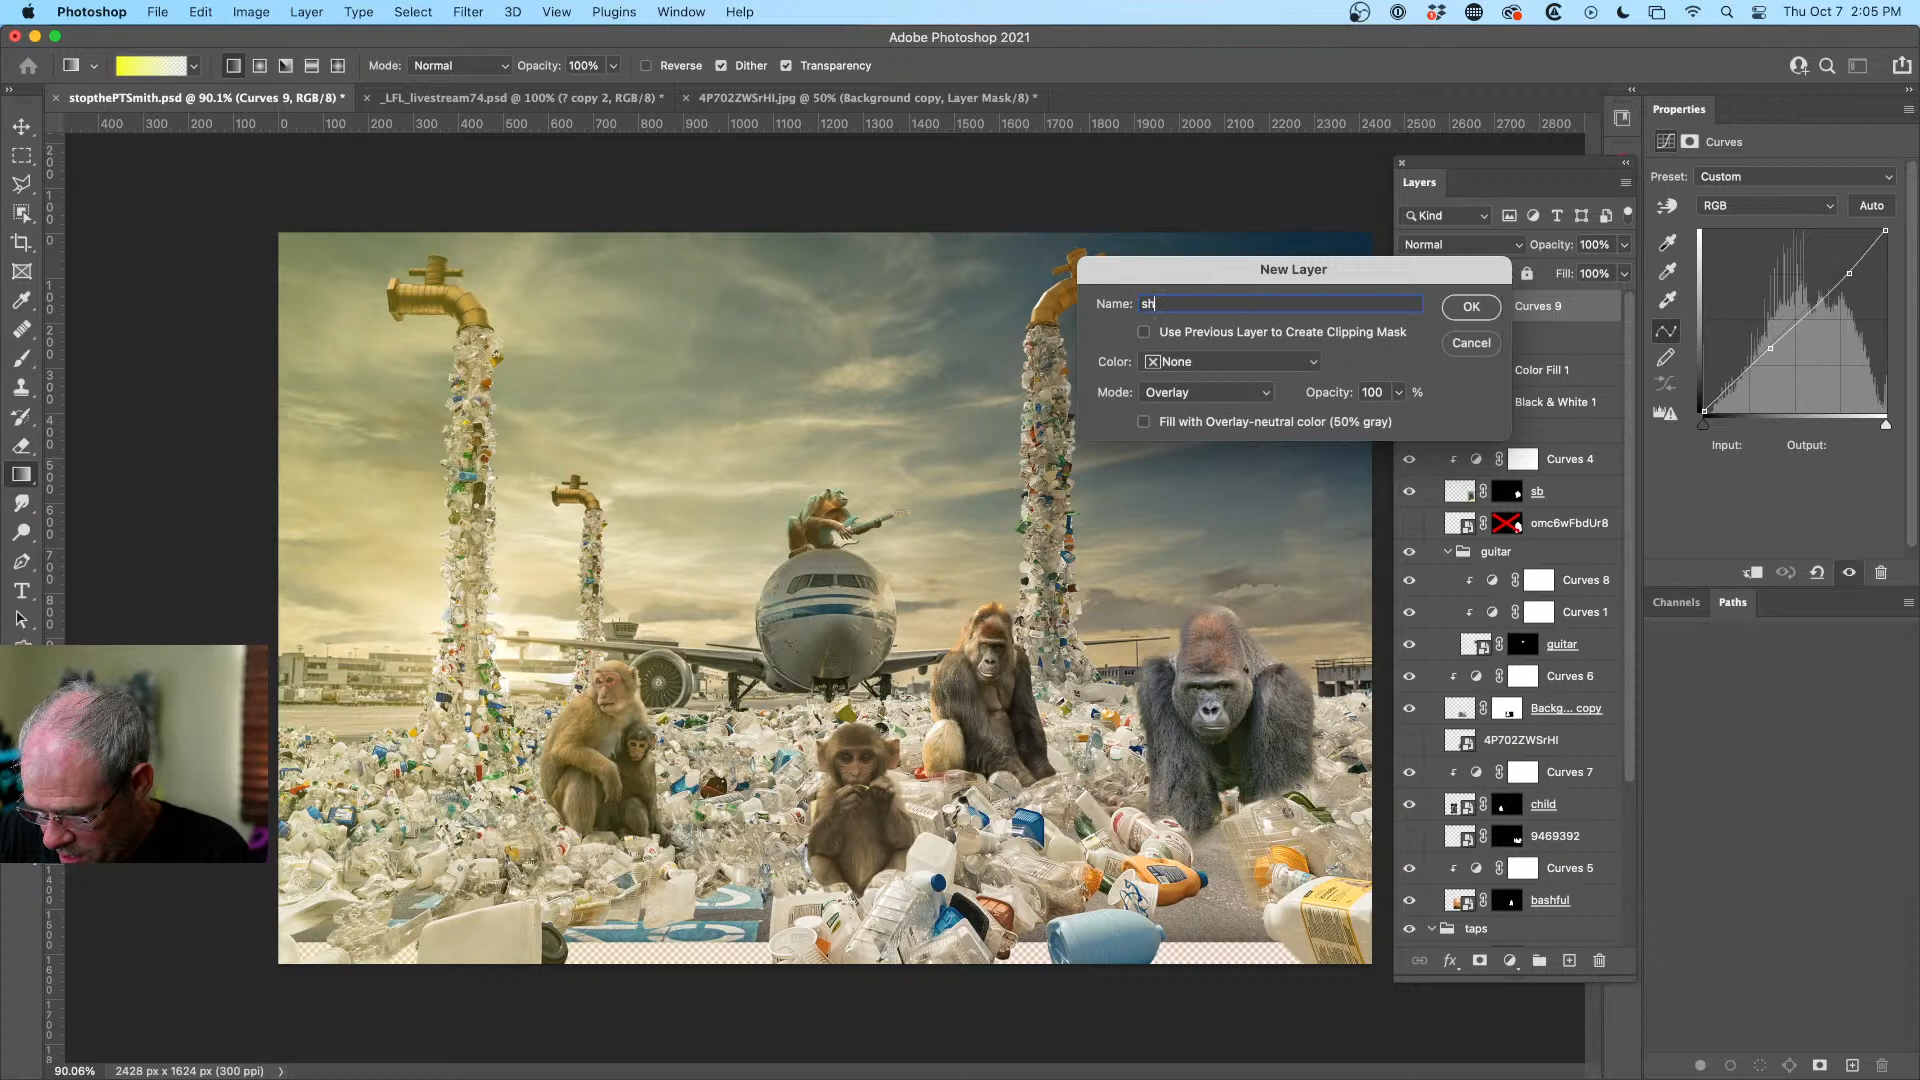 Photoshop File Edit Image Layer Type Select Filter 3D View Plugins Window Help
Thu Oct 7 2:05 PM
Adobe Photoshop 2021
Mode: Normal Opacity: 100% Reverse Dither Transparency
stopthePTSmith.psd @ 90.1% (Curves 9, RGB/8) *
_LFL_livestream74.psd @ 100% (? copy 2, RGB/8) *
4P702ZWSrHI.jpg @ 50% (Background copy, Layer Mask/8) *
400 300 200 100 0 100 200 300 400 500 600 700 800 900 1000 1100 1200 1300 1400 1500 1600 1700 1800 1900 2000 2100 2200 2300 2400 2500 2600 2700 2800
New Layer
Name: sh
OK
Use Previous Layer to Create Clipping Mask
Cancel
Color: None
Mode: Overlay Opacity: 100 %
Fill with Overlay-neutral color (50% gray)
Layers
Kind
Normal Opacity: 100%
Fill: 100%
Curves 9
Color Fill 1
Black & White 1
Curves 4
sb
omc6wFbdUr8
guitar
Curves 8
Curves 1
guitar
Curves 6
Backg... copy
4P702ZWSrHI
Curves 7
child
9469392
Curves 5
bashful
taps
fx
Properties
Curves
Preset: Custom
RGB Auto
Input: Output:
Channels Paths
90.06% 2428 px x 1624 px (300 ppi)